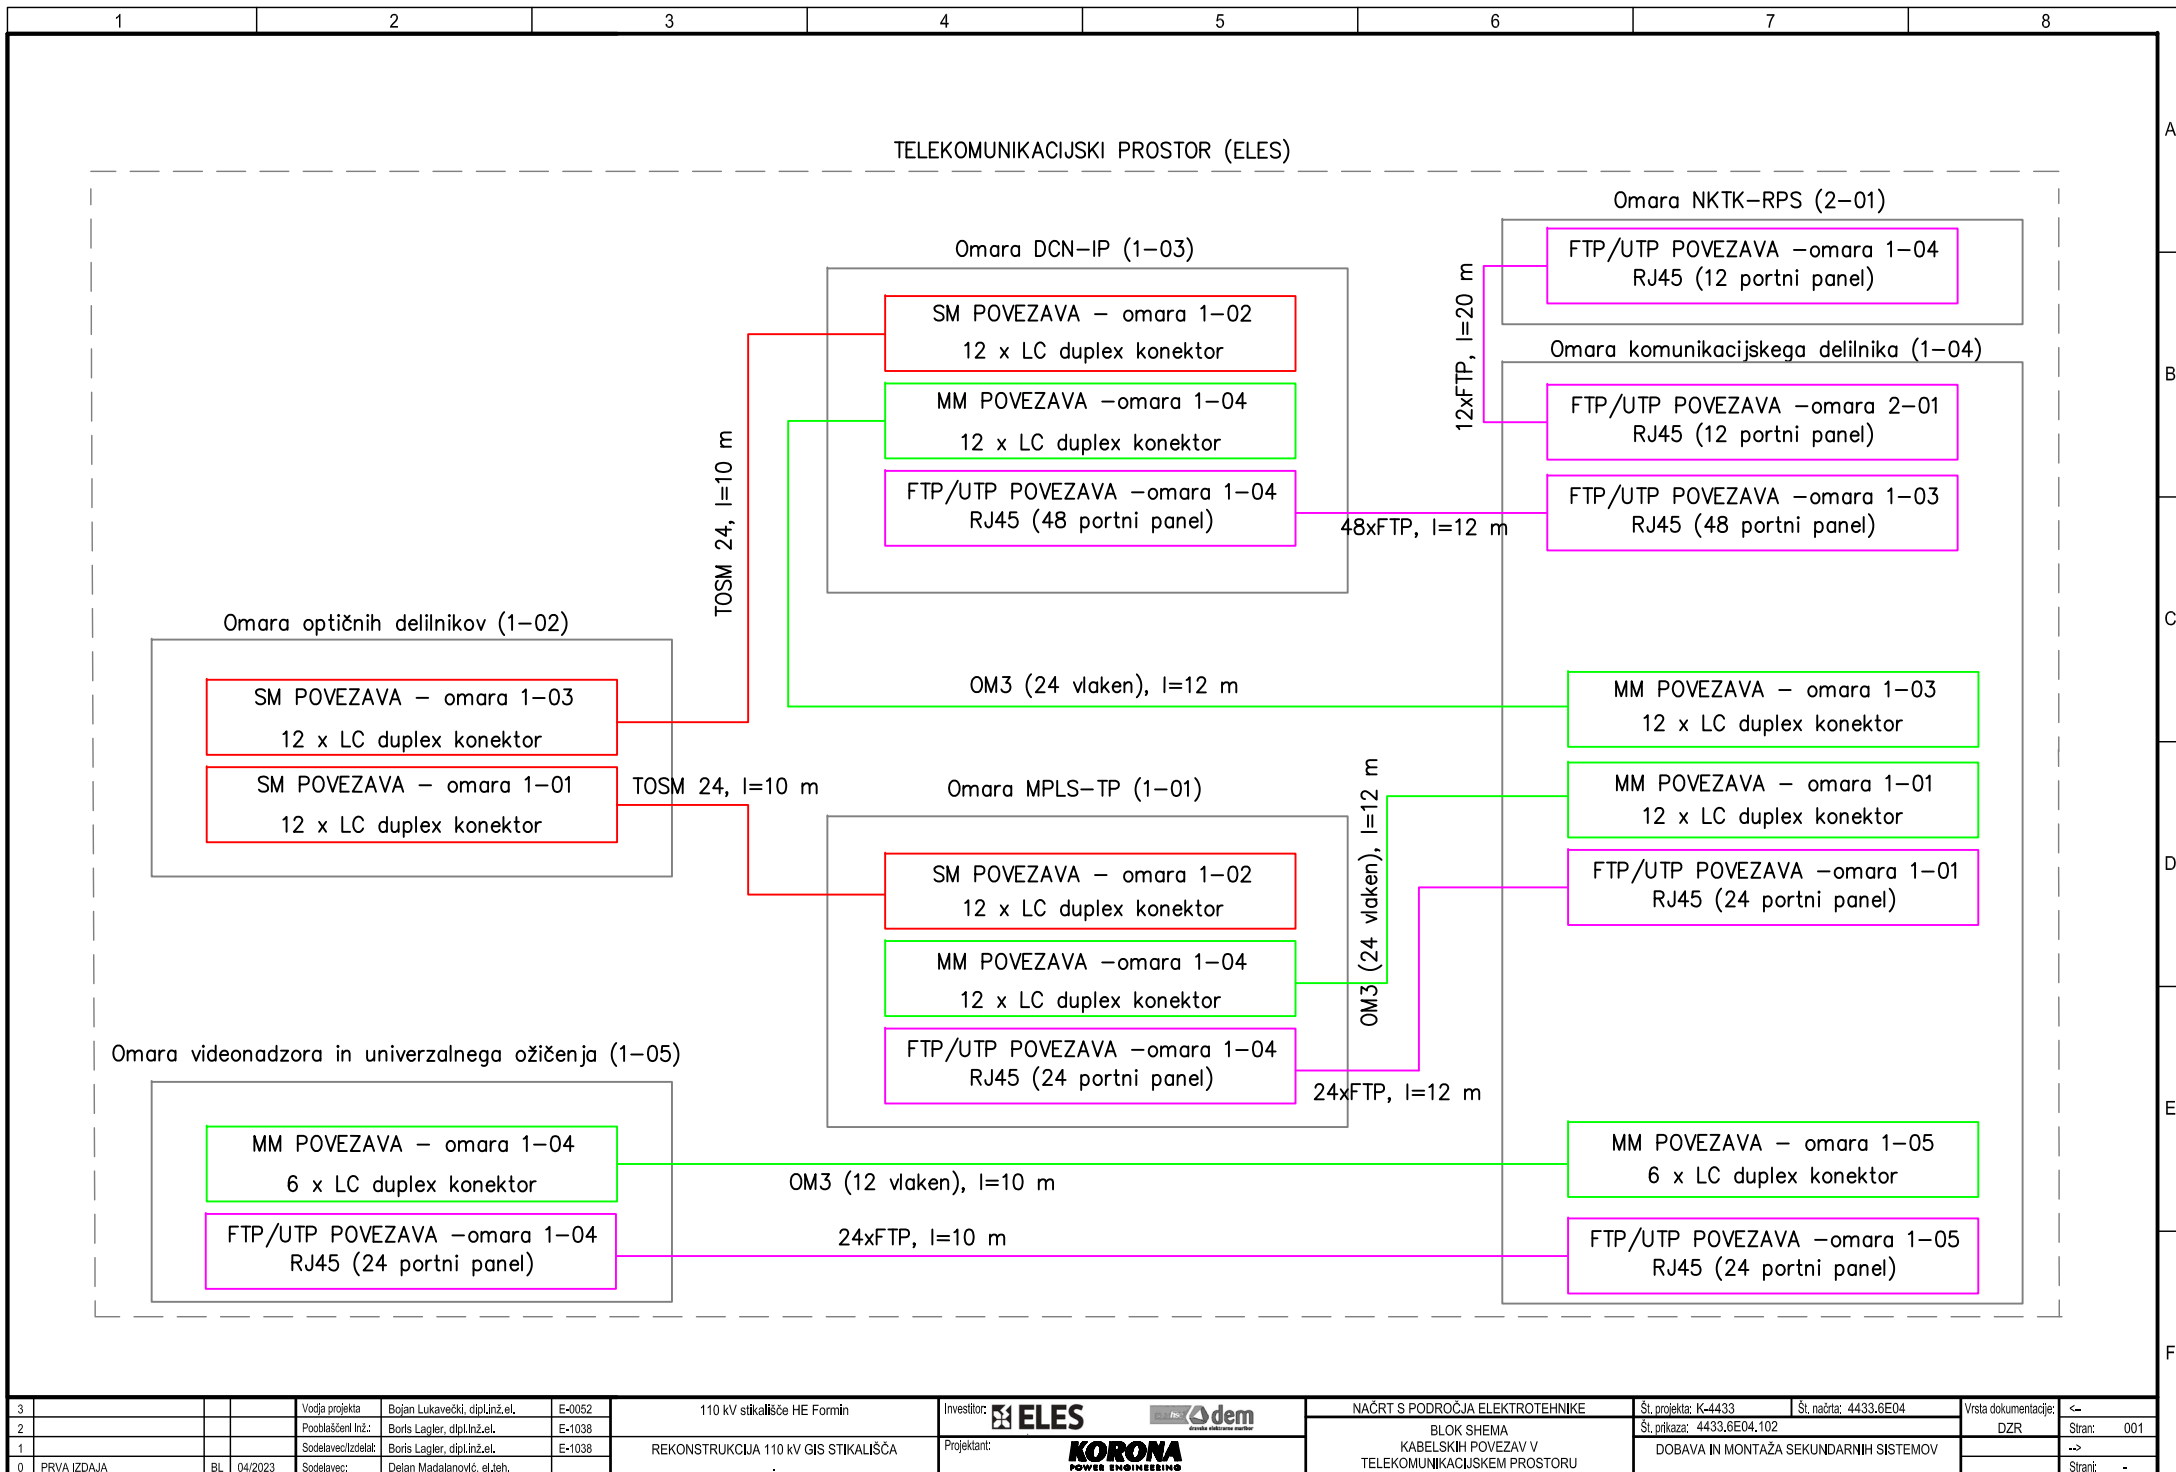 1 2 3 4 5 6 7 8
A
B
C
D
E
F
TELEKOMUNIKACIJSKI PROSTOR (ELES)
Omara NKTK-RPS (2-01)
FTP/UTP POVEZAVA -omara 1-04
RJ45 (12 portni panel)
12xFTP, l=20 m
Omara komunikacijskega delilnika (1-04)
FTP/UTP POVEZAVA -omara 2-01
RJ45 (12 portni panel)
FTP/UTP POVEZAVA -omara 1-03
RJ45 (48 portni panel)
Omara DCN-IP (1-03)
SM POVEZAVA - omara 1-02
12 x LC duplex konektor
MM POVEZAVA -omara 1-04
12 x LC duplex konektor
FTP/UTP POVEZAVA -omara 1-04
RJ45 (48 portni panel)
48xFTP, l=12 m
TOSM 24, l=10 m
Omara optičnih delilnikov (1-02)
SM POVEZAVA - omara 1-03
12 x LC duplex konektor
SM POVEZAVA - omara 1-01
12 x LC duplex konektor
TOSM 24, l=10 m
OM3 (24 vlaken), l=12 m
MM POVEZAVA - omara 1-03
12 x LC duplex konektor
MM POVEZAVA - omara 1-01
12 x LC duplex konektor
FTP/UTP POVEZAVA -omara 1-01
RJ45 (24 portni panel)
Omara MPLS-TP (1-01)
SM POVEZAVA - omara 1-02
12 x LC duplex konektor
MM POVEZAVA -omara 1-04
12 x LC duplex konektor
FTP/UTP POVEZAVA -omara 1-04
RJ45 (24 portni panel)
OM3 (24 vlaken), l=12 m
24xFTP, l=12 m
Omara videonadzora in univerzalnega ožičenja (1-05)
MM POVEZAVA - omara 1-04
6 x LC duplex konektor
FTP/UTP POVEZAVA -omara 1-04
RJ45 (24 portni panel)
OM3 (12 vlaken), l=10 m
24xFTP, l=10 m
MM POVEZAVA - omara 1-05
6 x LC duplex konektor
FTP/UTP POVEZAVA -omara 1-05
RJ45 (24 portni panel)
3 Vodja projekta Bojan Lukavečki, dipl.inž.el. E-0052
2 Pooblaščeni inž.: Boris Lagler, dipl.inž.el. E-1038
1 Sodelavec/Izdelal: Boris Lagler, dipl.inž.el. E-1038
0 PRVA IZDAJA BL 04/2023 Sodelavec: Dejan Madjanović, el.teh.
110 kV stikališče HE Formin
REKONSTRUKCIJA 110 kV GIS STIKALIŠČA
Investitor: ELES dem
Projektant: KORONA
POWER ENGINEERING
NAČRT S PODROČJA ELEKTROTEHNIKE
BLOK SHEMA
KABELSKIH POVEZAV V
TELEKOMUNIKACIJSKEM PROSTORU
Št. projekta: K-4433 Št. načrta: 4433.6E04
Št. prikaza: 4433.6E04.102
DOBAVA IN MONTAŽA SEKUNDARNIH SISTEMOV
Vrsta dokumentacije:
DZR
<--
Stran: 001
-->
Strani: -